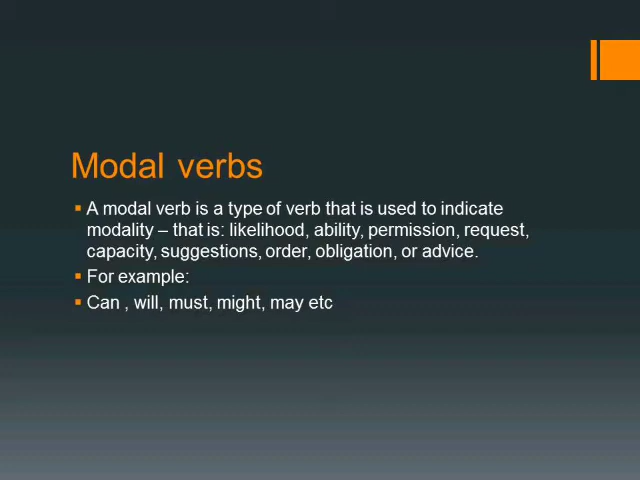 Modal verbs
A modal verb is a type of verb that is used to indicate
modality – that is: likelihood, ability, permission, request,
capacity, suggestions, order, obligation, or advice.
For example:
Can , will, must, might, may etc